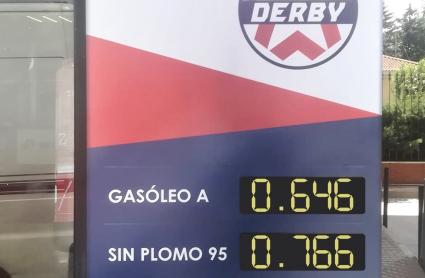 DERBY
GASÓLEO A 0.646
SIN PLOMO 95 0.766